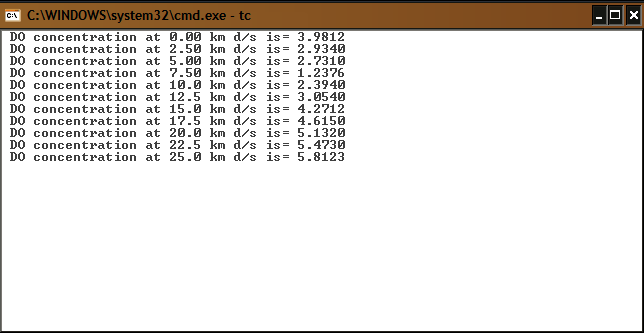 C:\WINDOWS\system32\cmd.exe - tc
DO concentration at 0.00 km d/s is= 3.9812
DO concentration at 2.50 km d/s is= 2.9340
DO concentration at 5.00 km d/s is= 2.7310
DO concentration at 7.50 km d/s is= 1.2376
DO concentration at 10.0 km d/s is= 2.3940
DO concentration at 12.5 km d/s is= 3.0540
DO concentration at 15.0 km d/s is= 4.2712
DO concentration at 17.5 km d/s is= 4.6150
DO concentration at 20.0 km d/s is= 5.1320
DO concentration at 22.5 km d/s is= 5.4730
DO concentration at 25.0 km d/s is= 5.8123